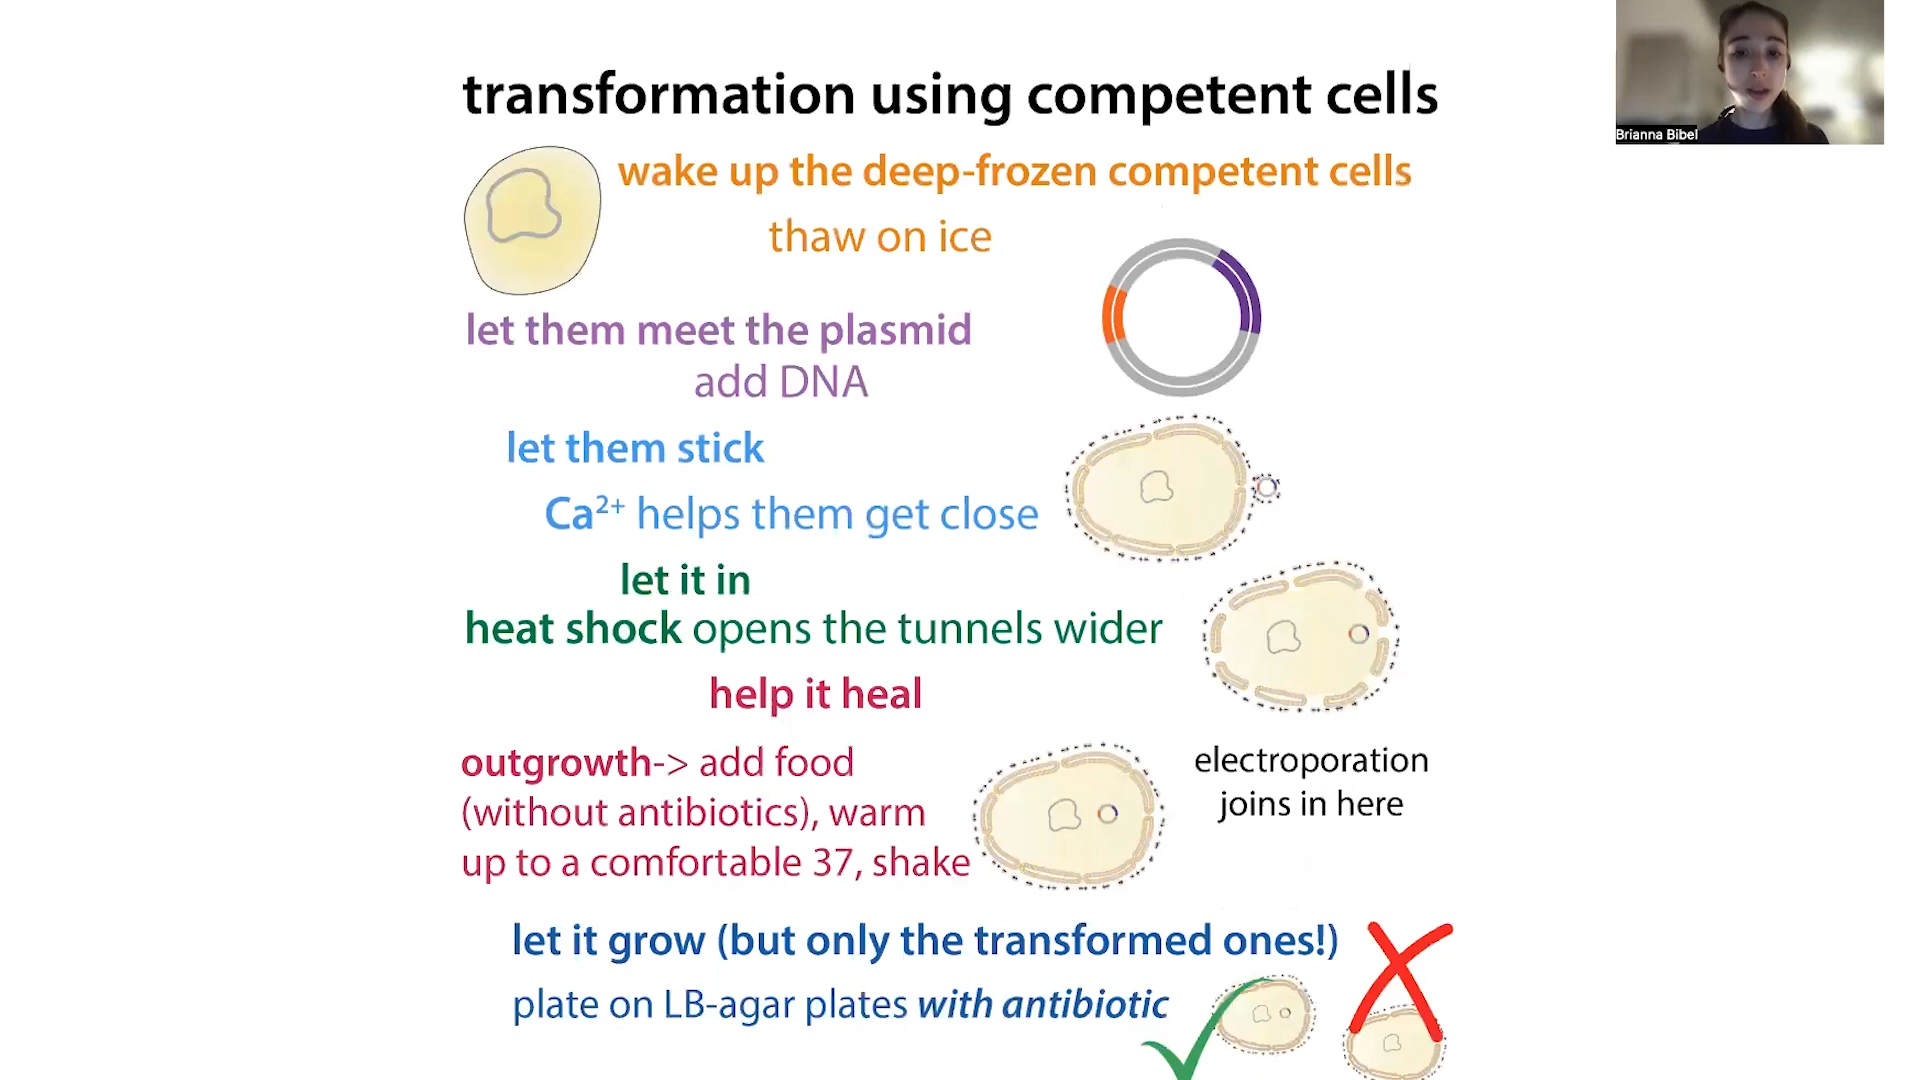 transformation using competent cells
Brianna Bibel
wake up the deep-frozen competent cells
thaw on ice
let them meet the plasmid
add DNA
let them stick
Ca²⁺ helps them get close
let it in
heat shock opens the tunnels wider
help it heal
outgrowth-> add food
(without antibiotics), warm
up to a comfortable 37, shake
electroporation
joins in here
let it grow (but only the transformed ones!)
plate on LB-agar plates with antibiotic